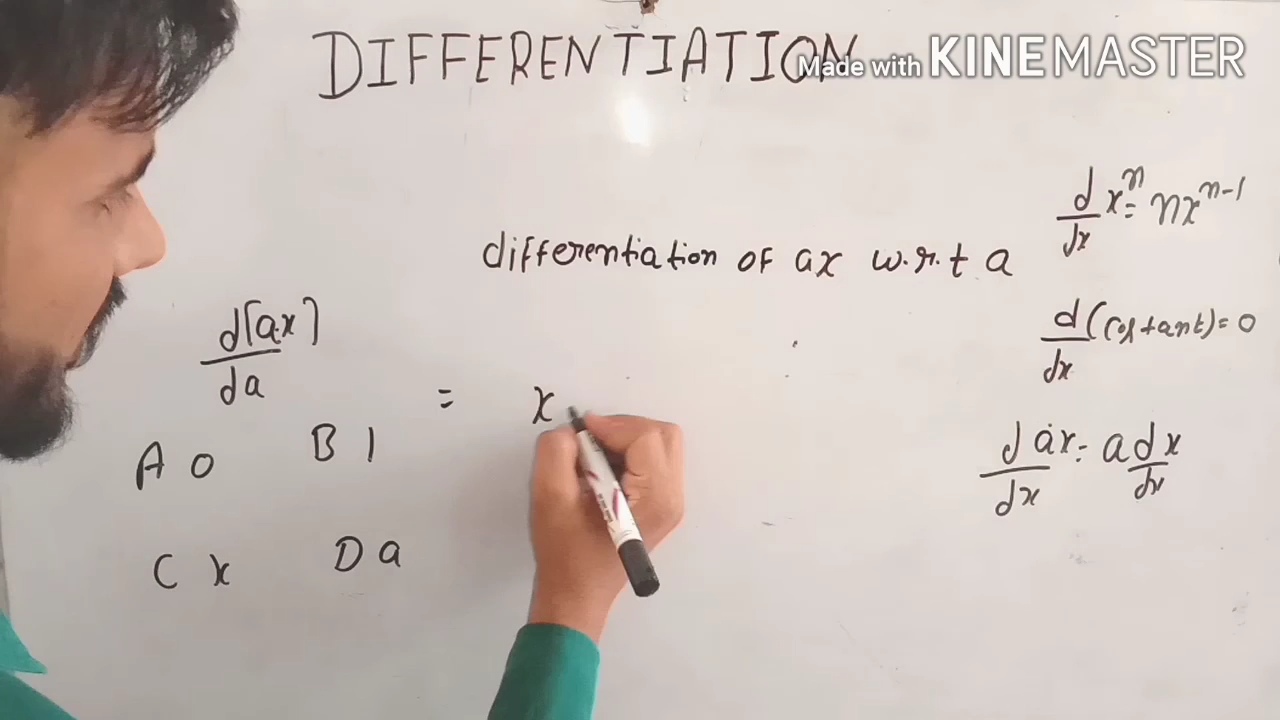 DIFFERENTIATION
Made with KINEMASTER
d/dx xⁿ = nxⁿ⁻¹
differentiation of ax w.r.t a
d[ax]/da = x
d/dx (costant) = 0
d/dx ax = a dx/dx
A 0 B 1
C x D a